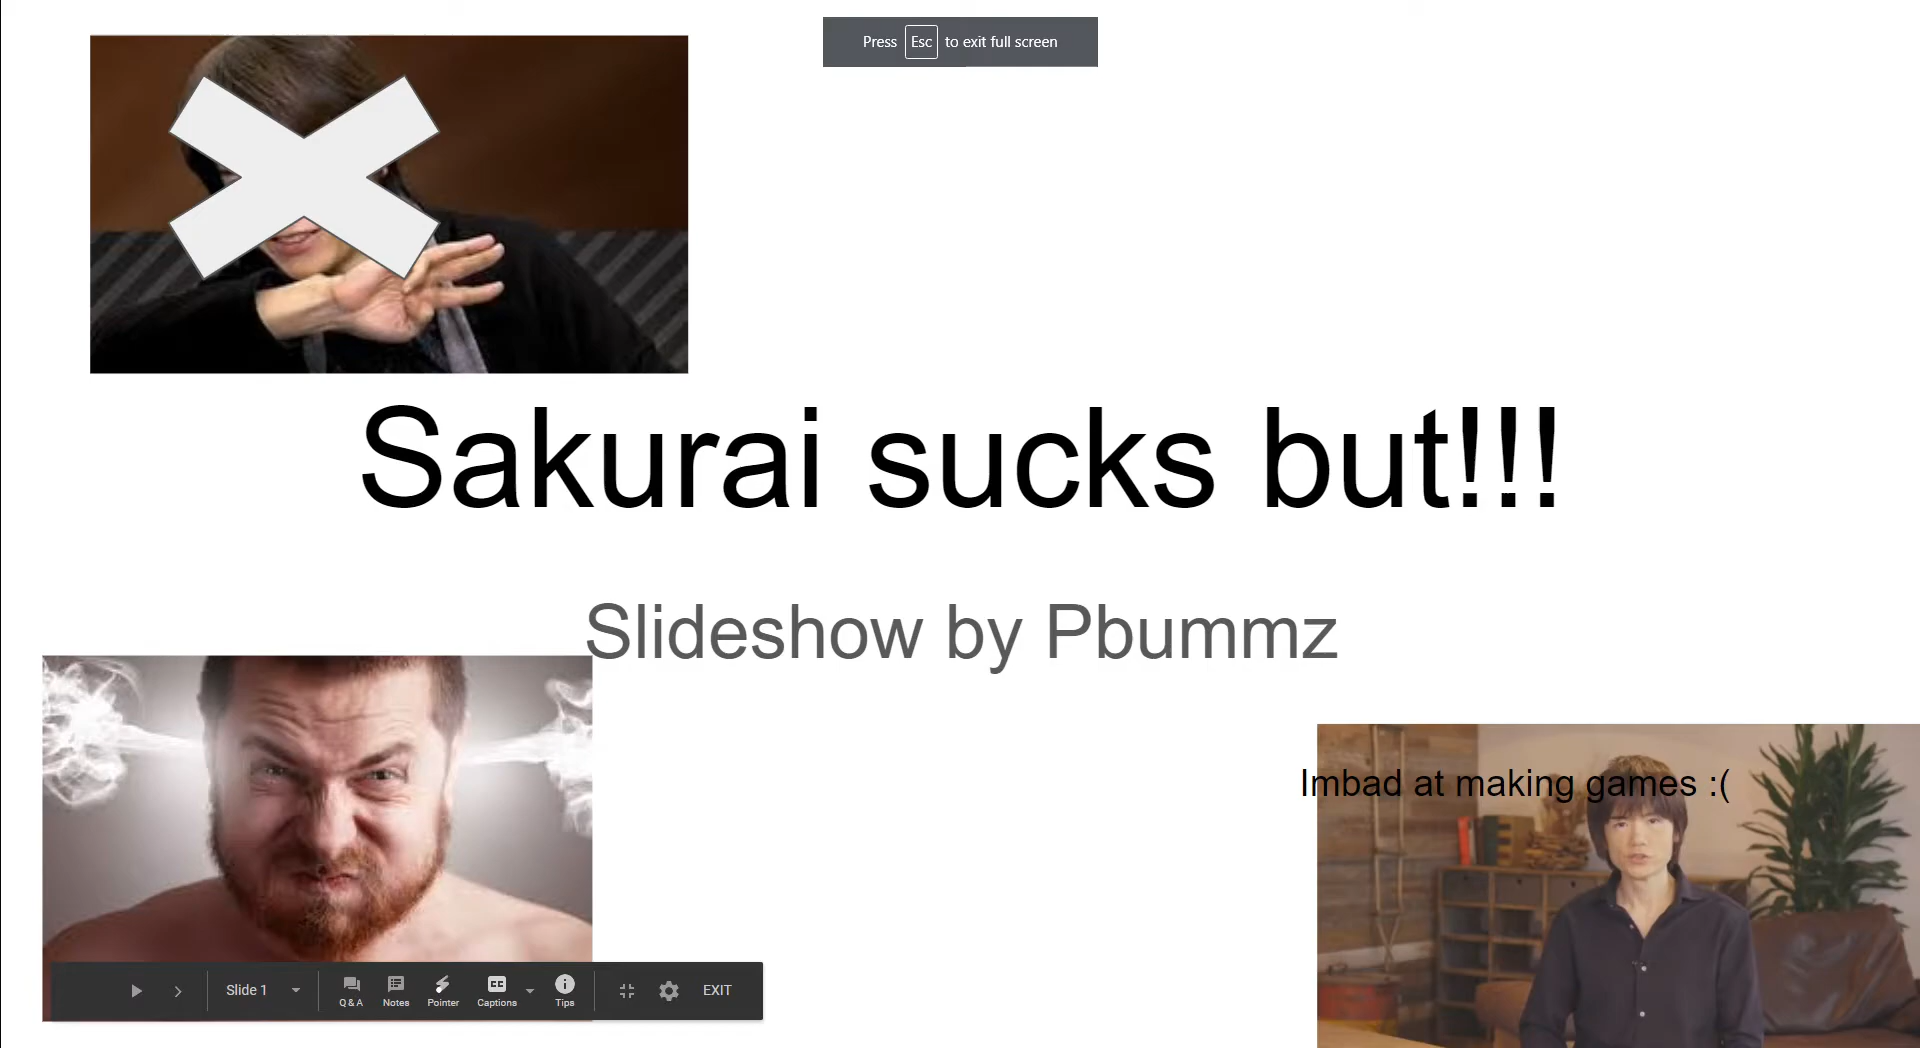 Press Esc to exit full screen
Sakurai sucks but!!!
Slideshow by Pbummz
Imbad at making games :(
Slide 1
Q & A
Notes
Pointer
CC
Captions
Tips
EXIT